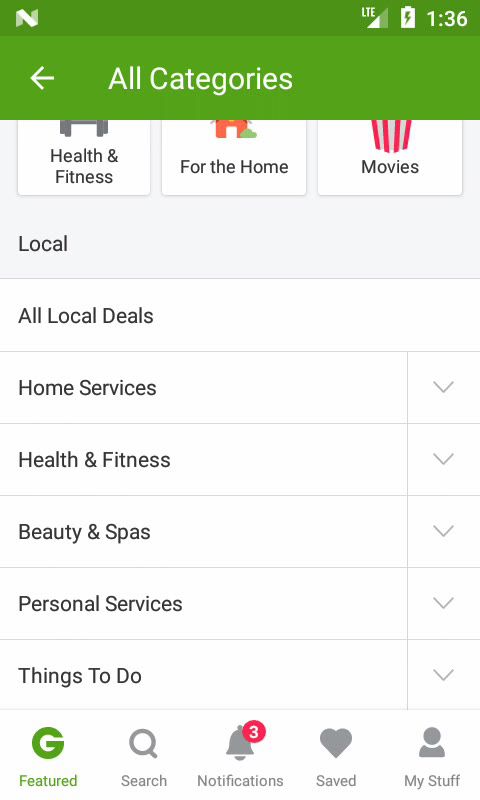 LTE
1:36
All Categories
Health &
Fitness
For the Home
Movies
Local
All Local Deals
Home Services
Health & Fitness
Beauty & Spas
Personal Services
Things To Do
3
Featured
Search
Notifications
Saved
My Stuff